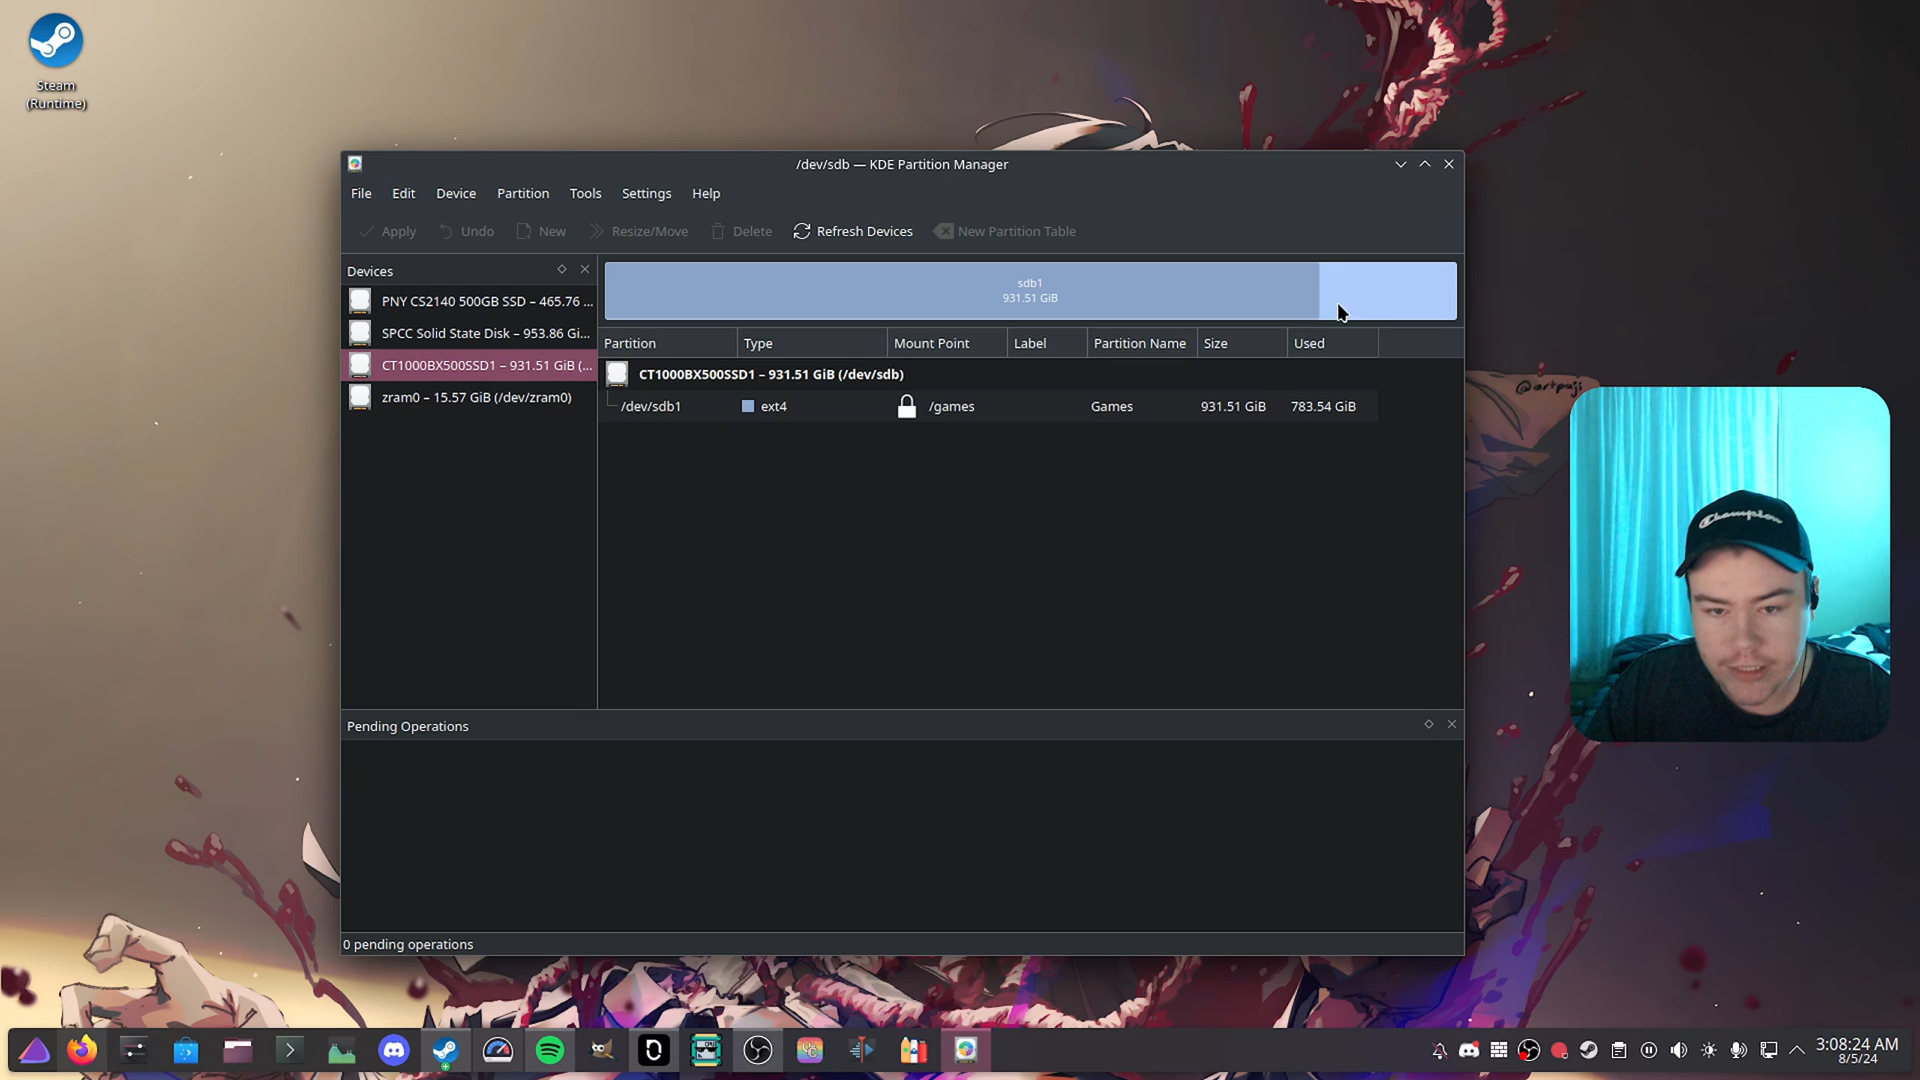 Steam
(Runtime)
/dev/sdb — KDE Partition Manager
File Edit Device Partition Tools Settings Help
Apply Undo New Resize/Move Delete Refresh Devices New Partition Table
Devices
PNY CS2140 500GB SSD – 465.76 ...
SPCC Solid State Disk – 953.86 Gi...
CT1000BX500SSD1 – 931.51 GiB (...
zram0 – 15.57 GiB (/dev/zram0)
sdb1
931.51 GiB
Partition Type Mount Point Label Partition Name Size Used
CT1000BX500SSD1 – 931.51 GiB (/dev/sdb)
/dev/sdb1 ext4 /games Games 931.51 GiB 783.54 GiB
@artpuji
Champion
Pending Operations
0 pending operations
3:08:24 AM
8/5/24